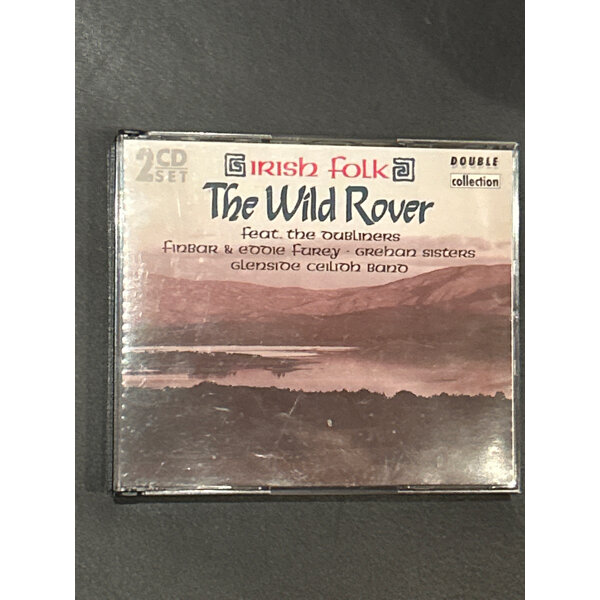 2CD SET
IRISH FOLK
DOUBLE
collection
The Wild Rover
feat. the Dubliners
Finbar & Eddie Furey · Grehan Sisters
Glenside Ceilidh Band